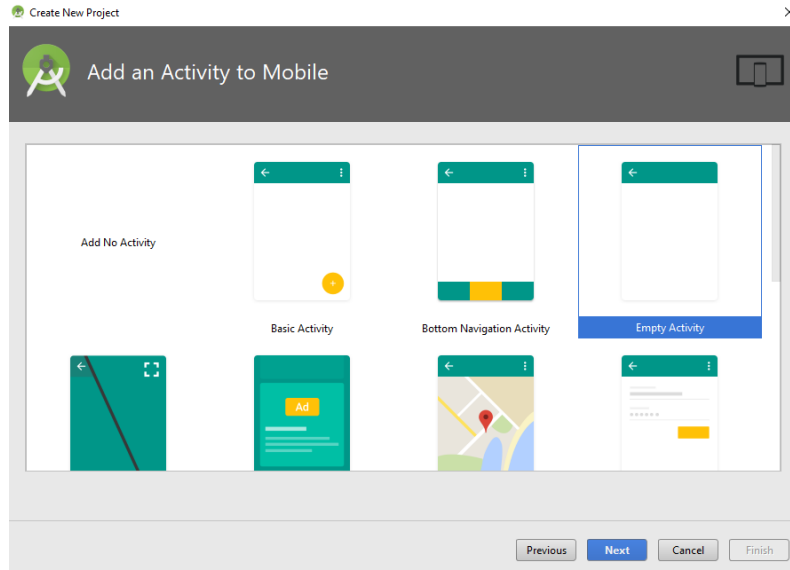 Create New Project
Add an Activity to Mobile
Add No Activity
Basic Activity
Bottom Navigation Activity
Empty Activity
Ad
Previous
Next
Cancel
Finish